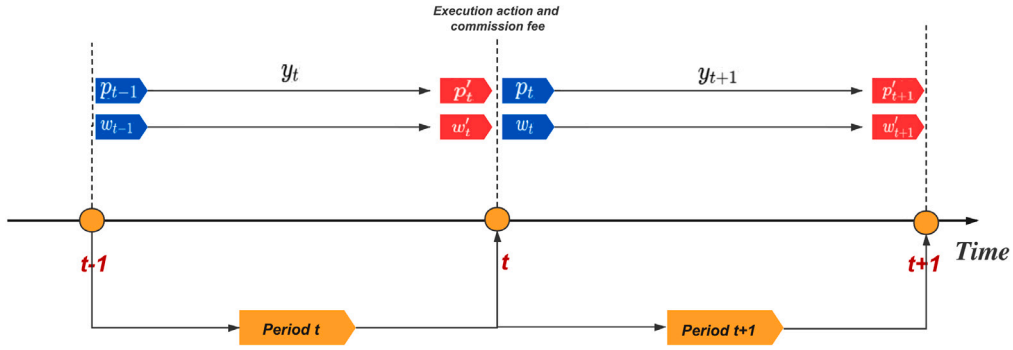 Execution action and
commission fee
y_t
y_{t+1}
p_{t-1}
p'_t
p_t
p'_{t+1}
w_{t-1}
w'_t
w_t
w'_{t+1}
t-1
t
t+1
Time
Period t
Period t+1